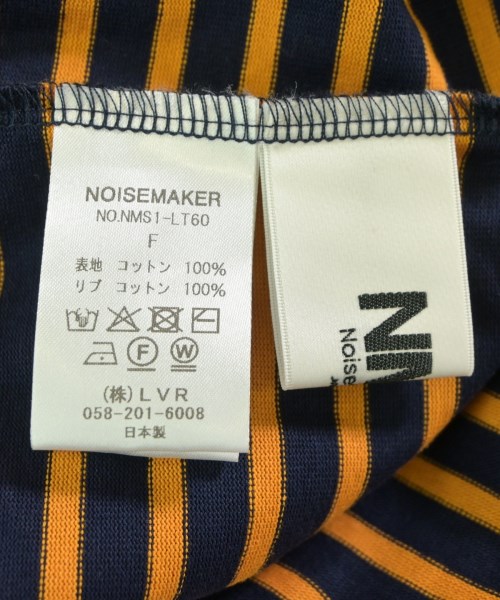 NOISEMAKER
NO.NMS1-LT60
F
表地 コットン 100%
リブ コットン 100%
F W
(株)LVR
058-201-6008
日本製
Noise